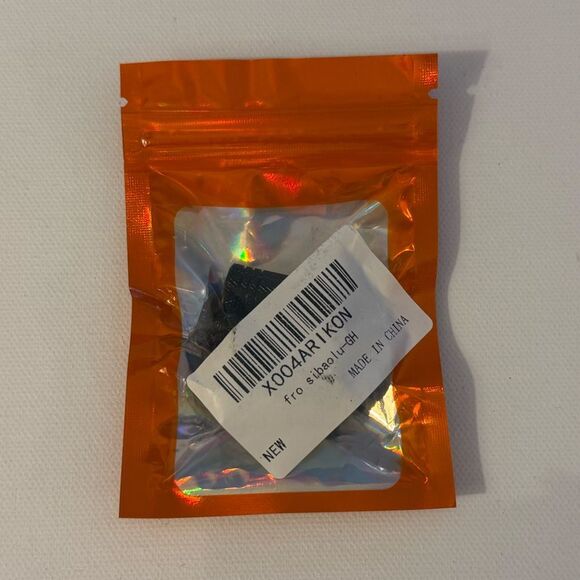 X004AR1KON
fro sibaolu-GH
NEW
MADE IN CHINA